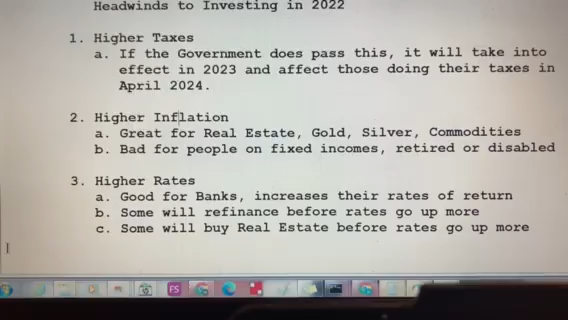 Headwinds to Investing in 2022
1. Higher Taxes
a. If the Government does pass this, it will take into
effect in 2023 and affect those doing their taxes in
April 2024.
2. Higher Inflation
a. Great for Real Estate, Gold, Silver, Commodities
b. Bad for people on fixed incomes, retired or disabled
3. Higher Rates
a. Good for Banks, increases their rates of return
b. Some will refinance before rates go up more
c. Some will buy Real Estate before rates go up more
FS